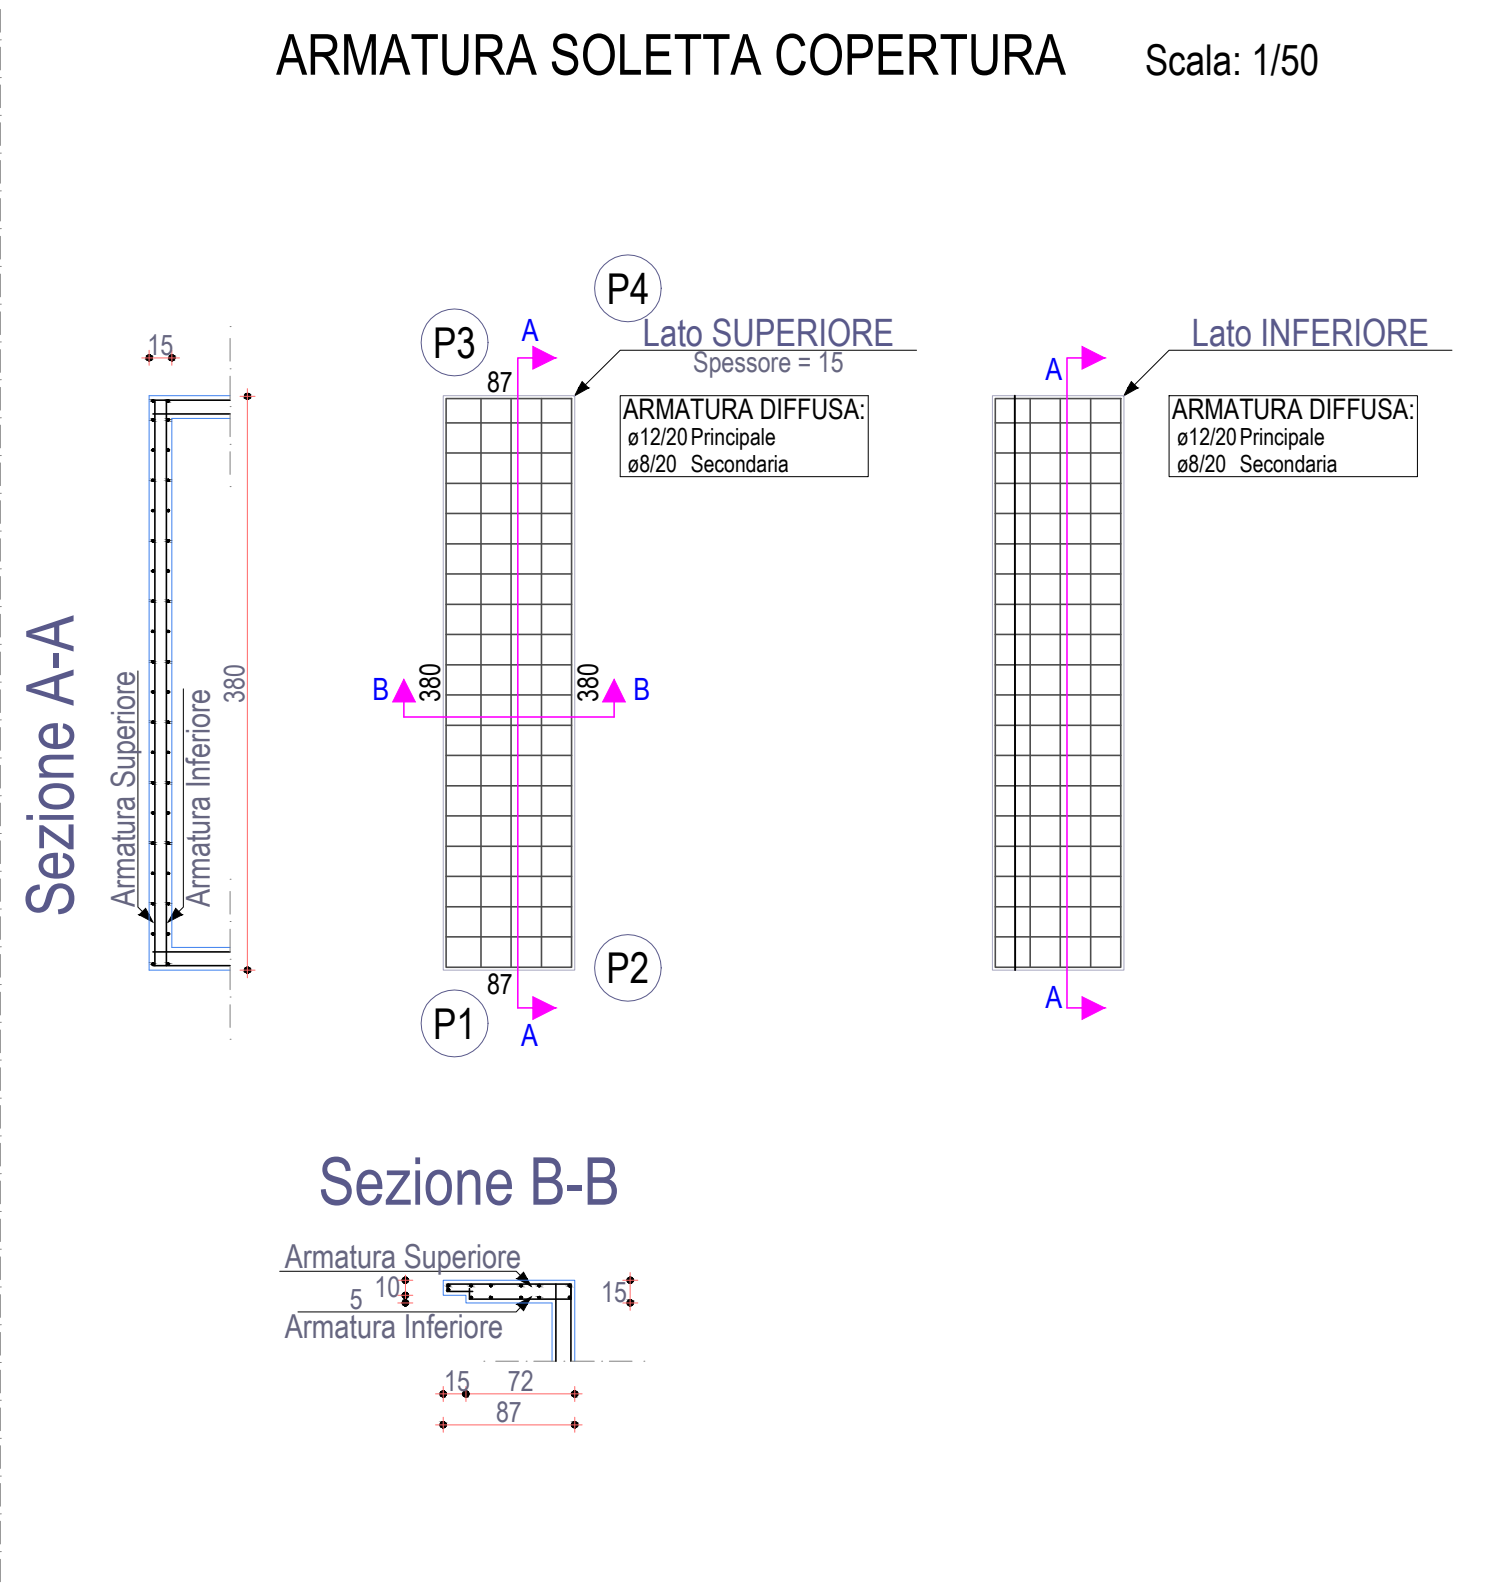 ARMATURA SOLETTA COPERTURA Scala: 1/50
P4
P3
A
Lato SUPERIORE
Spessore = 15
87
ARMATURA DIFFUSA:
ø12/20 Principale
ø8/20 Secondaria
Lato INFERIORE
A
ARMATURA DIFFUSA:
ø12/20 Principale
ø8/20 Secondaria
15
Sezione A-A
Armatura Superiore
Armatura Inferiore
380
B
380
380
B
87
P2
P1
A
A
Sezione B-B
Armatura Superiore
10
5
Armatura Inferiore
15
15
72
87